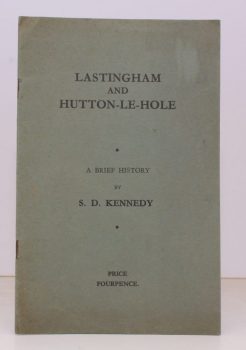 LASTINGHAM
AND
HUTTON-LE-HOLE
A BRIEF HISTORY
BY
S. D. KENNEDY
PRICE
FOURPENCE.